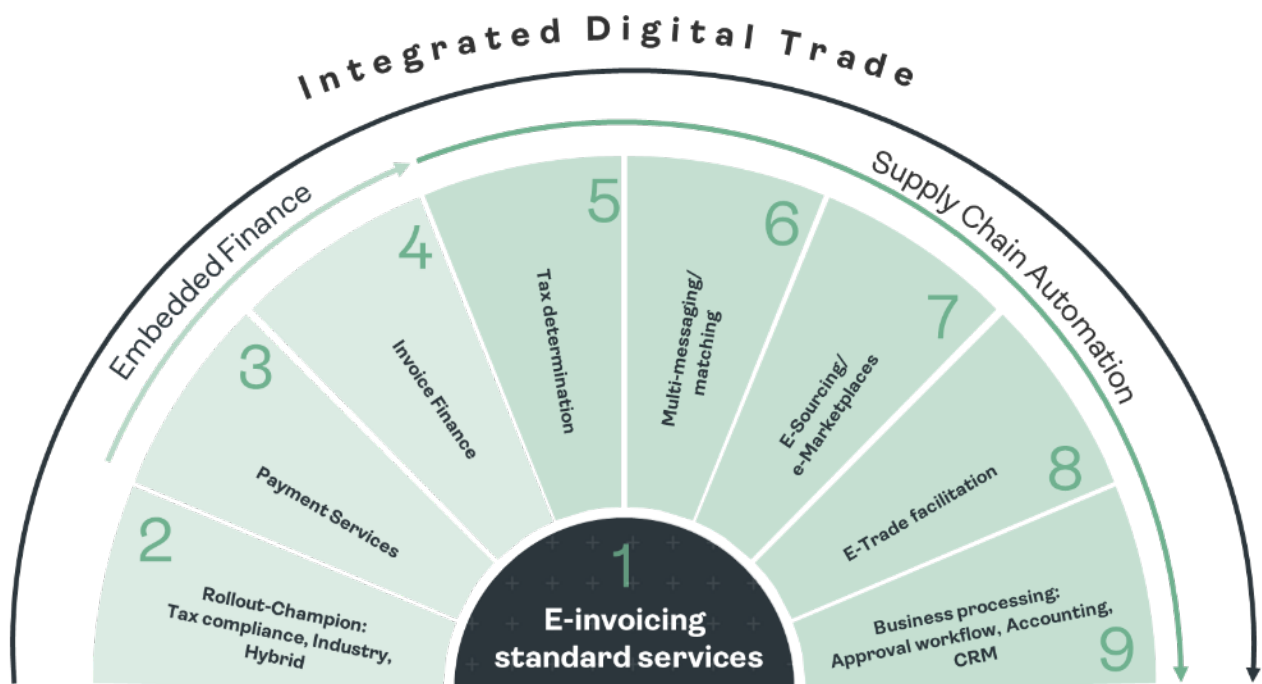 Integrated Digital Trade
Embedded Finance
Supply Chain Automation
1
E-invoicing
standard services
2
Rollout-Champion:
Tax compliance, Industry,
Hybrid
3
Payment Services
4
Invoice Finance
5
Tax determination
6
Multi-messaging/
matching
7
E-Sourcing/
e-Marketplaces
8
E-Trade facilitation
9
Business processing:
Approval workflow, Accounting,
CRM